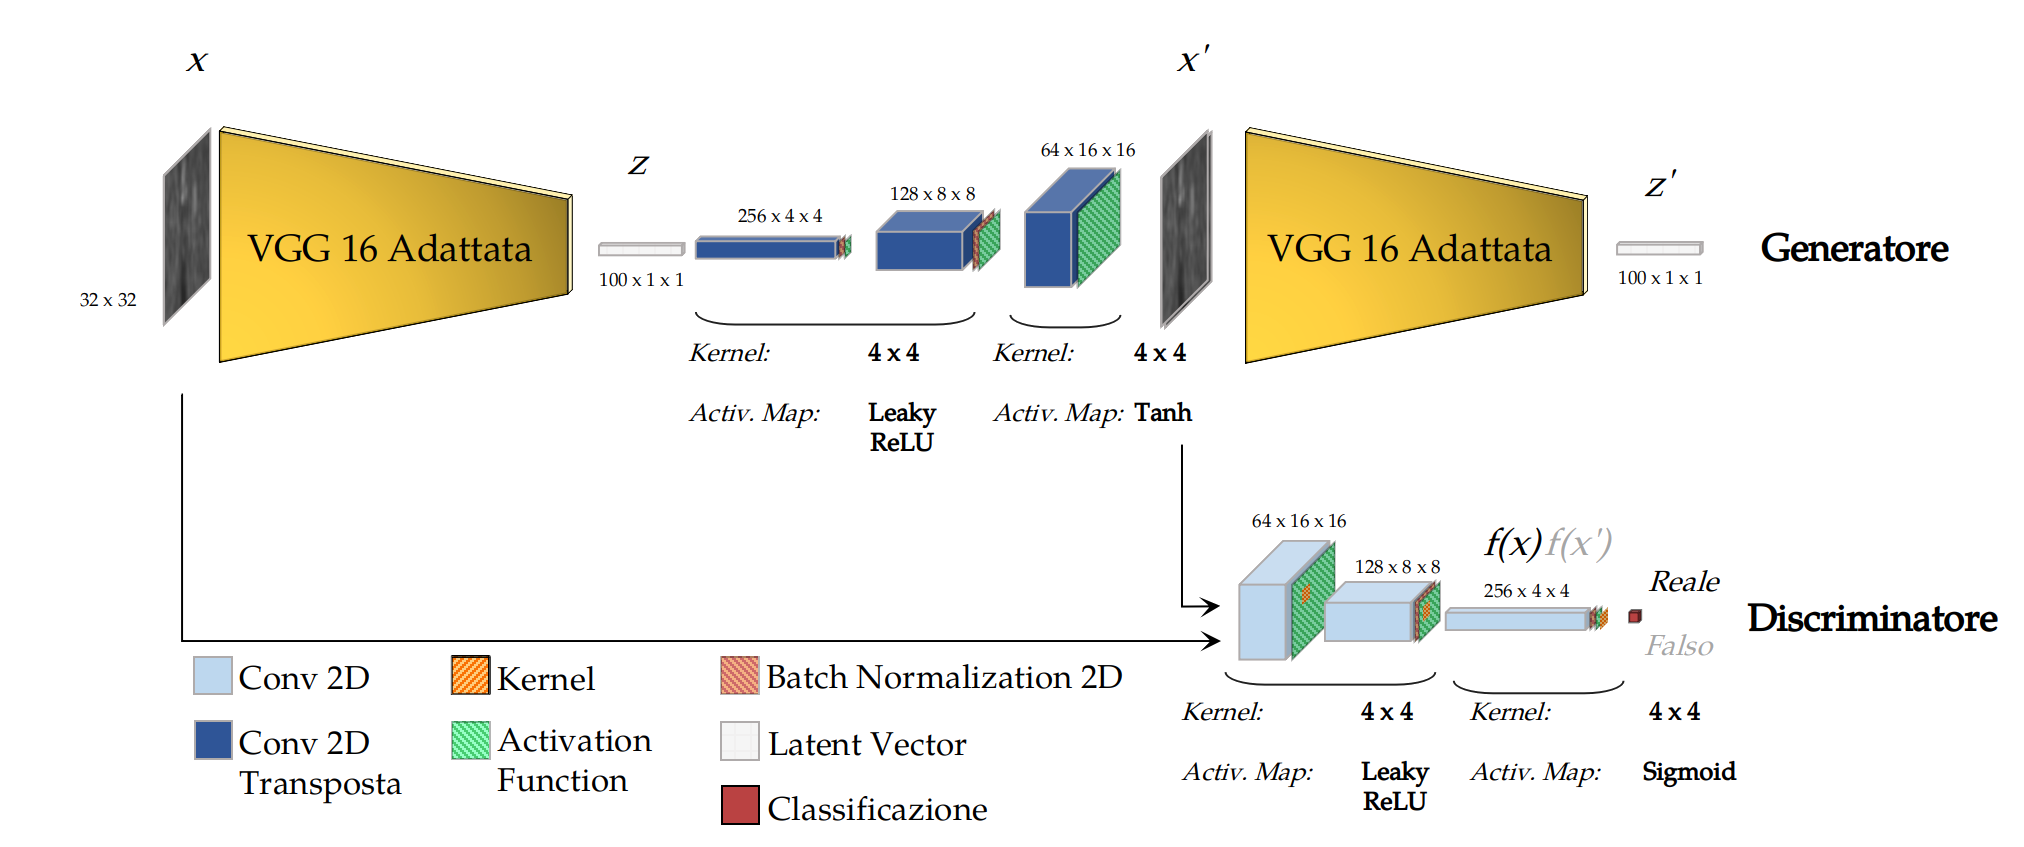 x
x'
64 x 16 x 16
z
128 x 8 x 8
z'
256 x 4 x 4
VGG 16 Adattata
VGG 16 Adattata
Generatore
100 x 1 x 1
100 x 1 x 1
32 x 32
Kernel: 4 x 4
Kernel: 4 x 4
Activ. Map: Leaky ReLU
Activ. Map: Tanh
64 x 16 x 16
f(x) f(x')
128 x 8 x 8
256 x 4 x 4
Reale
Discriminatore
Falso
Conv 2D
Kernel
Batch Normalization 2D
Conv 2D
Transposta
Activation
Function
Latent Vector
Classificazione
Kernel: 4 x 4
Kernel: 4 x 4
Activ. Map: Leaky ReLU
Activ. Map: Sigmoid